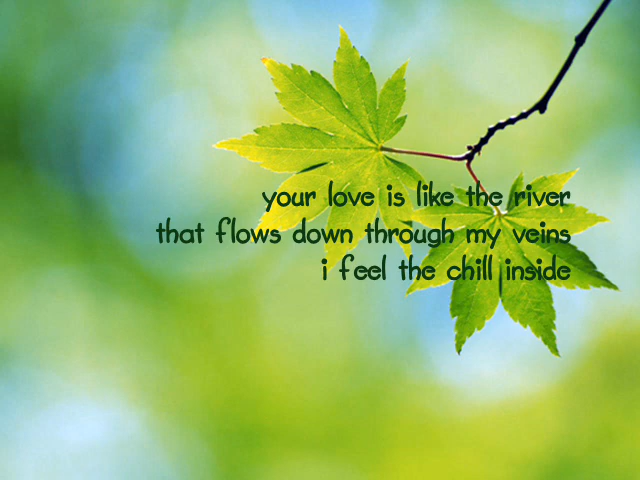 your love is like the river
that flows down through my veins
i feel the chill inside